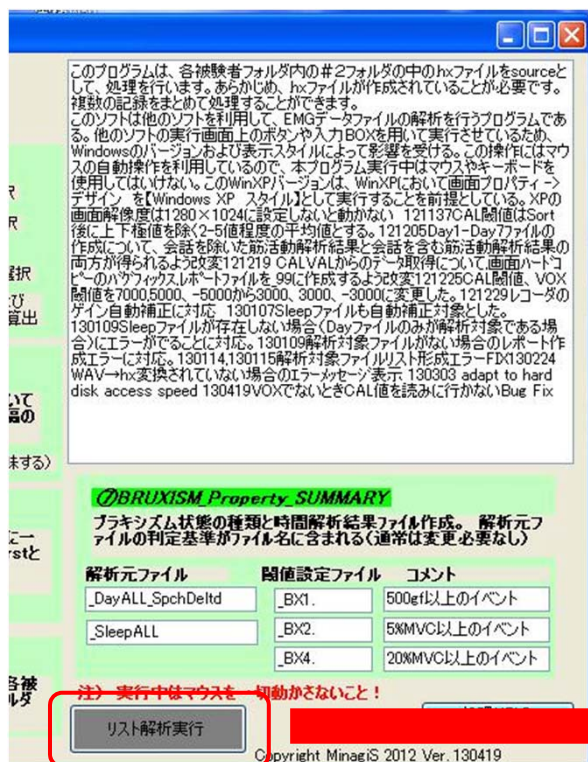 このプログラムは、各被験者フォルダ内の＃2フォルダの中のhxファイルをsourceと
して、処理を行います。あらかじめ、hxファイルが作成されていることが必要です。
複数の記録をまとめて処理することができます。
このソフトは他のソフトを利用して、EMGデータファイルの解析を行うプログラムであ
る。他のソフトの実行画面上のボタンや入力BOXを用いて実行させているため、
Windowsのバージョンおよび表示スタイルによって影響を受ける。この操作にはマウ
スの自動操作を利用しているので、本プログラム実行中はマウスやキーボードを
使用してはいけない。このWinXPバージョンは、WinXPにおいて画面プロパティー>
デザイン を【Windows XP スタイル】として実行することを前提としている。XPの
画面解像度は1280×1024に設定しないと動かない 121137CAL閾値はSort
後に上下極値を除く2-5値程度の平均値とする。121205Day1-Day7ファイルの
作成について、会話を除いた筋活動解析結果と会話を含む筋活動解析結果の
両方が得られるよう改変121219 CALVALからのデータ取得について,画面ハードコ
ピーのバグフィックス,レポートファイルを_99に作成するよう改変121225CAL閾値、VOX
閾値を7000,5000、-5000から3000、3000、-3000に変更した。121229レコーダの
ゲイン自動補正に対応 130107Sleepファイルも自動補正対象とした。
130109Sleepファイルが存在しない場合(Dayファイルのみが解析対象である場
合)にエラーがでることに対応。130109解析対象ファイルがない場合のレポート作
成エラーに対応。130114,130115解析対象ファイルリスト形成エラーFIX130224
WAV→hx変換されていない場合のエラーメッセージ表示 130303 adapt to hard
disk access speed 130419VOXでないときCAL値を読みに行かないBug Fix
択
択
選択
及び
算出
いて
幅の
味する)
に一
rstと
各被
ルダ
⑦BRUXISM_Property_SUMMARY
ブラキシズム状態の種類と時間解析結果ファイル作成。 解析元フ
ァイルの判定基準がファイル名に含まれる(通常は変更必要なし)
解析元ファイル 閾値設定ファイル コメント
_DayALL_SpchDeltd _BX1. 500gf以上のイベント
_SleepALL _BX2. 5%MVC以上のイベント
_BX4. 20%MVC以上のイベント
注) 実行中はマウスを一切動かさないこと！
リスト解析実行
Copyright MinagiS 2012 Ver. 130419